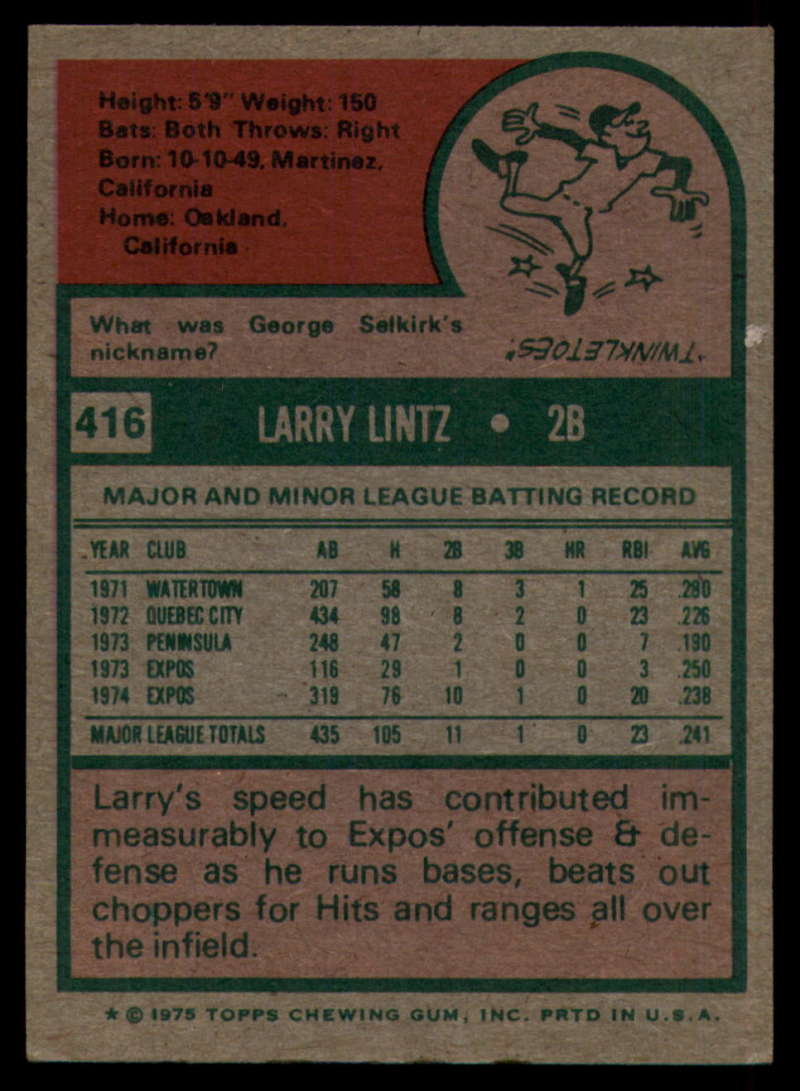 Height: 5'9" Weight: 150
Bats: Both Throws: Right
Born: 10-10-49, Martinez,
California
Home: Oakland,
California
What was George Selkirk's
nickname?
"TWINKLETOES."
416 LARRY LINTZ • 2B
MAJOR AND MINOR LEAGUE BATTING RECORD
YEAR CLUB AB H 2B 3B HR RBI AVG
1971 WATERTOWN 207 58 8 3 1 25 .280
1972 QUEBEC CITY 434 98 8 2 0 23 .226
1973 PENINSULA 248 47 2 0 0 7 .190
1973 EXPOS 116 29 1 0 0 3 .250
1974 EXPOS 319 76 10 1 0 20 .238
MAJOR LEAGUE TOTALS 435 105 11 1 0 23 .241
Larry's speed has contributed im-
measurably to Expos' offense & de-
fense as he runs bases, beats out
choppers for Hits and ranges all over
the infield.
★ © 1975 TOPPS CHEWING GUM, INC. PRTD IN U.S.A.